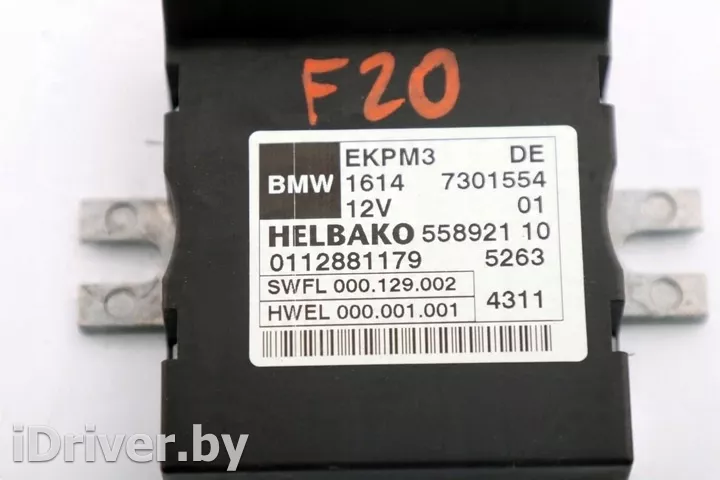 F20
BMW
EKPM3 DE
1614 7301554
12V 01
HELBAKO 558921 10
0112881179 5263
SWFL 000.129.002
HWEL 000.001.001 4311
iDriver.by